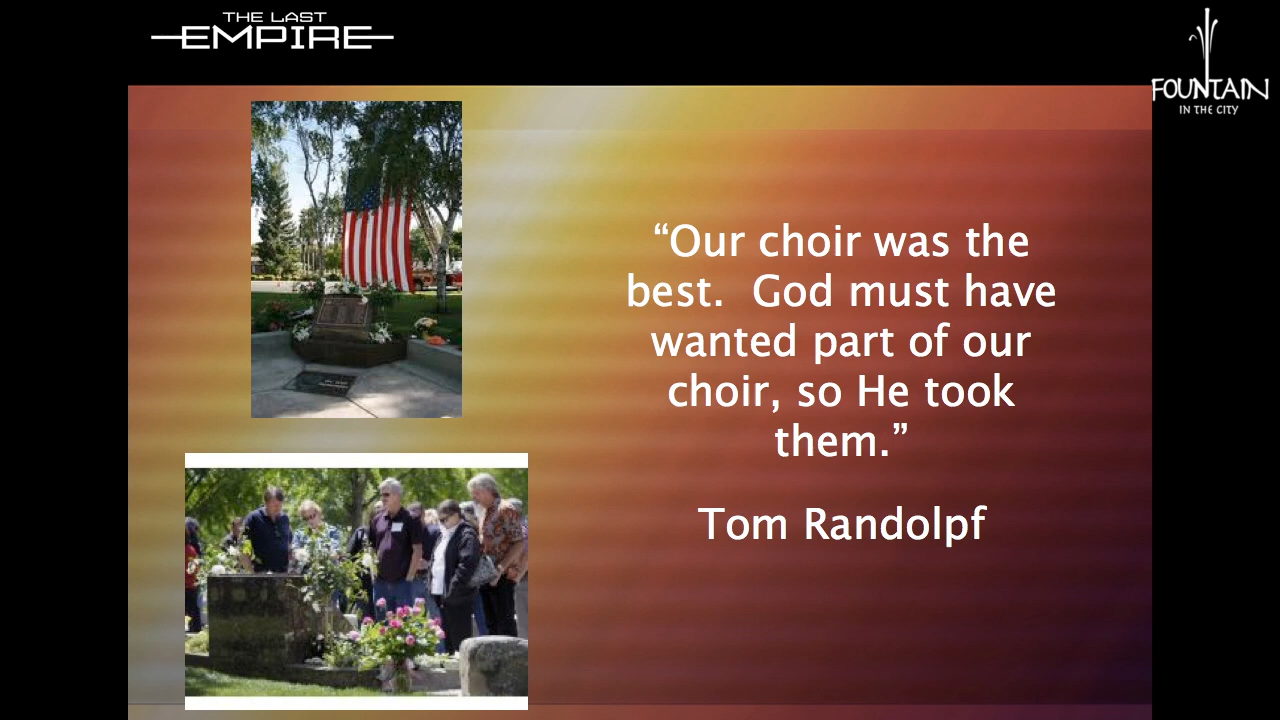 THE LAST
EMPIRE
FOUNTAIN
IN THE CITY
“Our choir was the
best.  God must have
wanted part of our
choir, so He took
them.”
Tom Randolpf